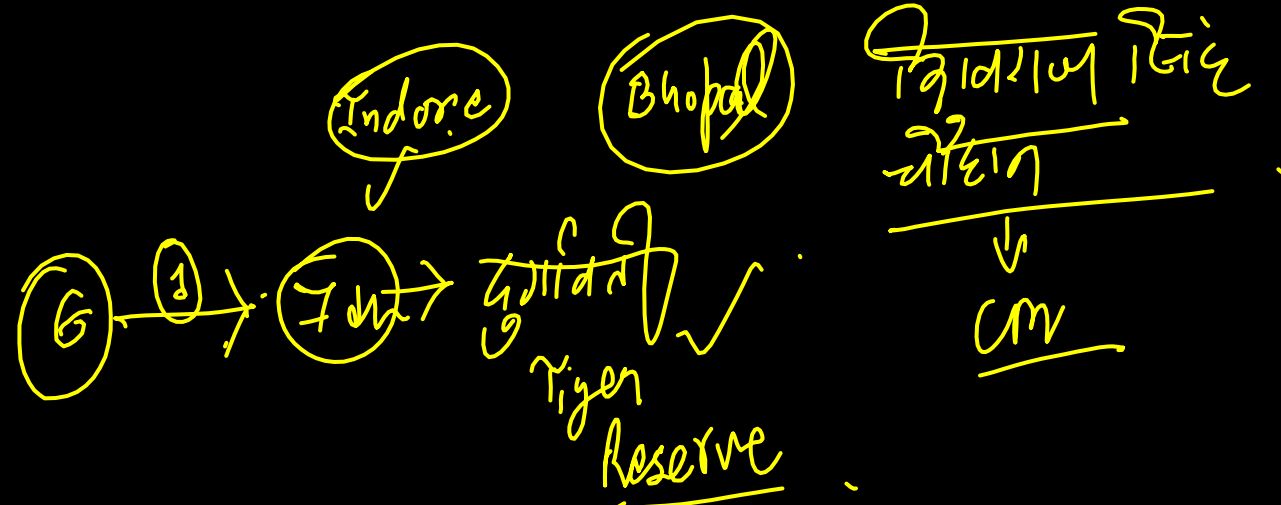 Indore Bhopal शिवराज सिंह
चौहान
6 1 7 दुर्गावती
CM
Tiger
Reserve